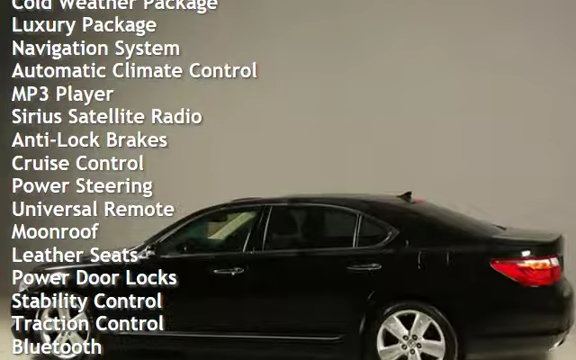 Cold Weather Package
Luxury Package
Navigation System
Automatic Climate Control
MP3 Player
Sirius Satellite Radio
Anti-Lock Brakes
Cruise Control
Power Steering
Universal Remote
Moonroof
Leather Seats
Power Door Locks
Stability Control
Traction Control
Bluetooth